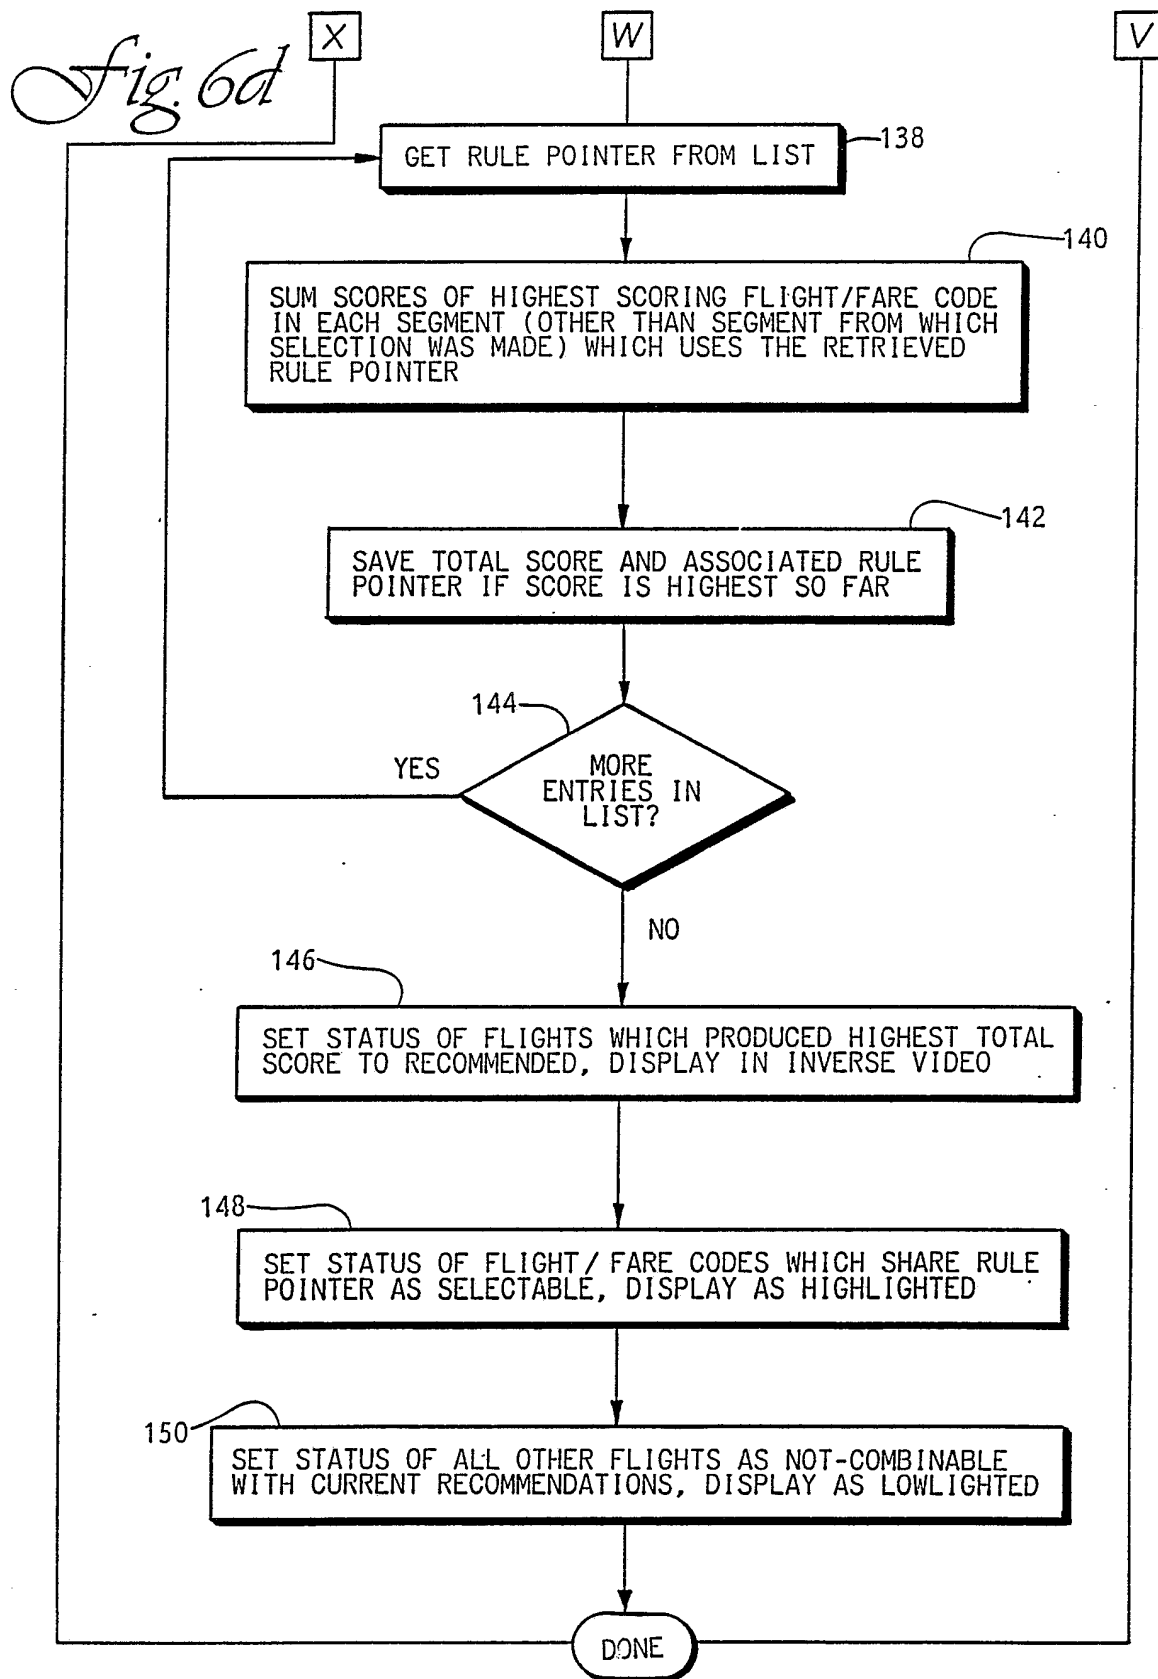 Fig. 6d
X
W
V
GET RULE POINTER FROM LIST
138
140
SUM SCORES OF HIGHEST SCORING FLIGHT/FARE CODE
IN EACH SEGMENT (OTHER THAN SEGMENT FROM WHICH
SELECTION WAS MADE) WHICH USES THE RETRIEVED
RULE POINTER
142
SAVE TOTAL SCORE AND ASSOCIATED RULE
POINTER IF SCORE IS HIGHEST SO FAR
144
YES
MORE
ENTRIES IN
LIST?
NO
146
SET STATUS OF FLIGHTS WHICH PRODUCED HIGHEST TOTAL
SCORE TO RECOMMENDED, DISPLAY IN INVERSE VIDEO
148
SET STATUS OF FLIGHT/FARE CODES WHICH SHARE RULE
POINTER AS SELECTABLE, DISPLAY AS HIGHLIGHTED
150
SET STATUS OF ALL OTHER FLIGHTS AS NOT-COMBINABLE
WITH CURRENT RECOMMENDATIONS, DISPLAY AS LOWLIGHTED
DONE